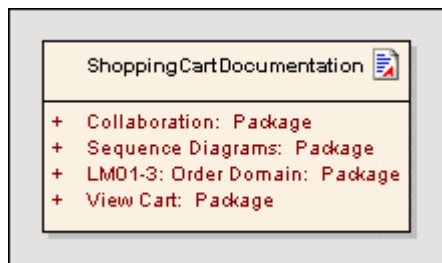 ShoppingCartDocumentation
+ Collaboration: Package
+ Sequence Diagrams: Package
+ LM01-3: Order Domain: Package
+ View Cart: Package